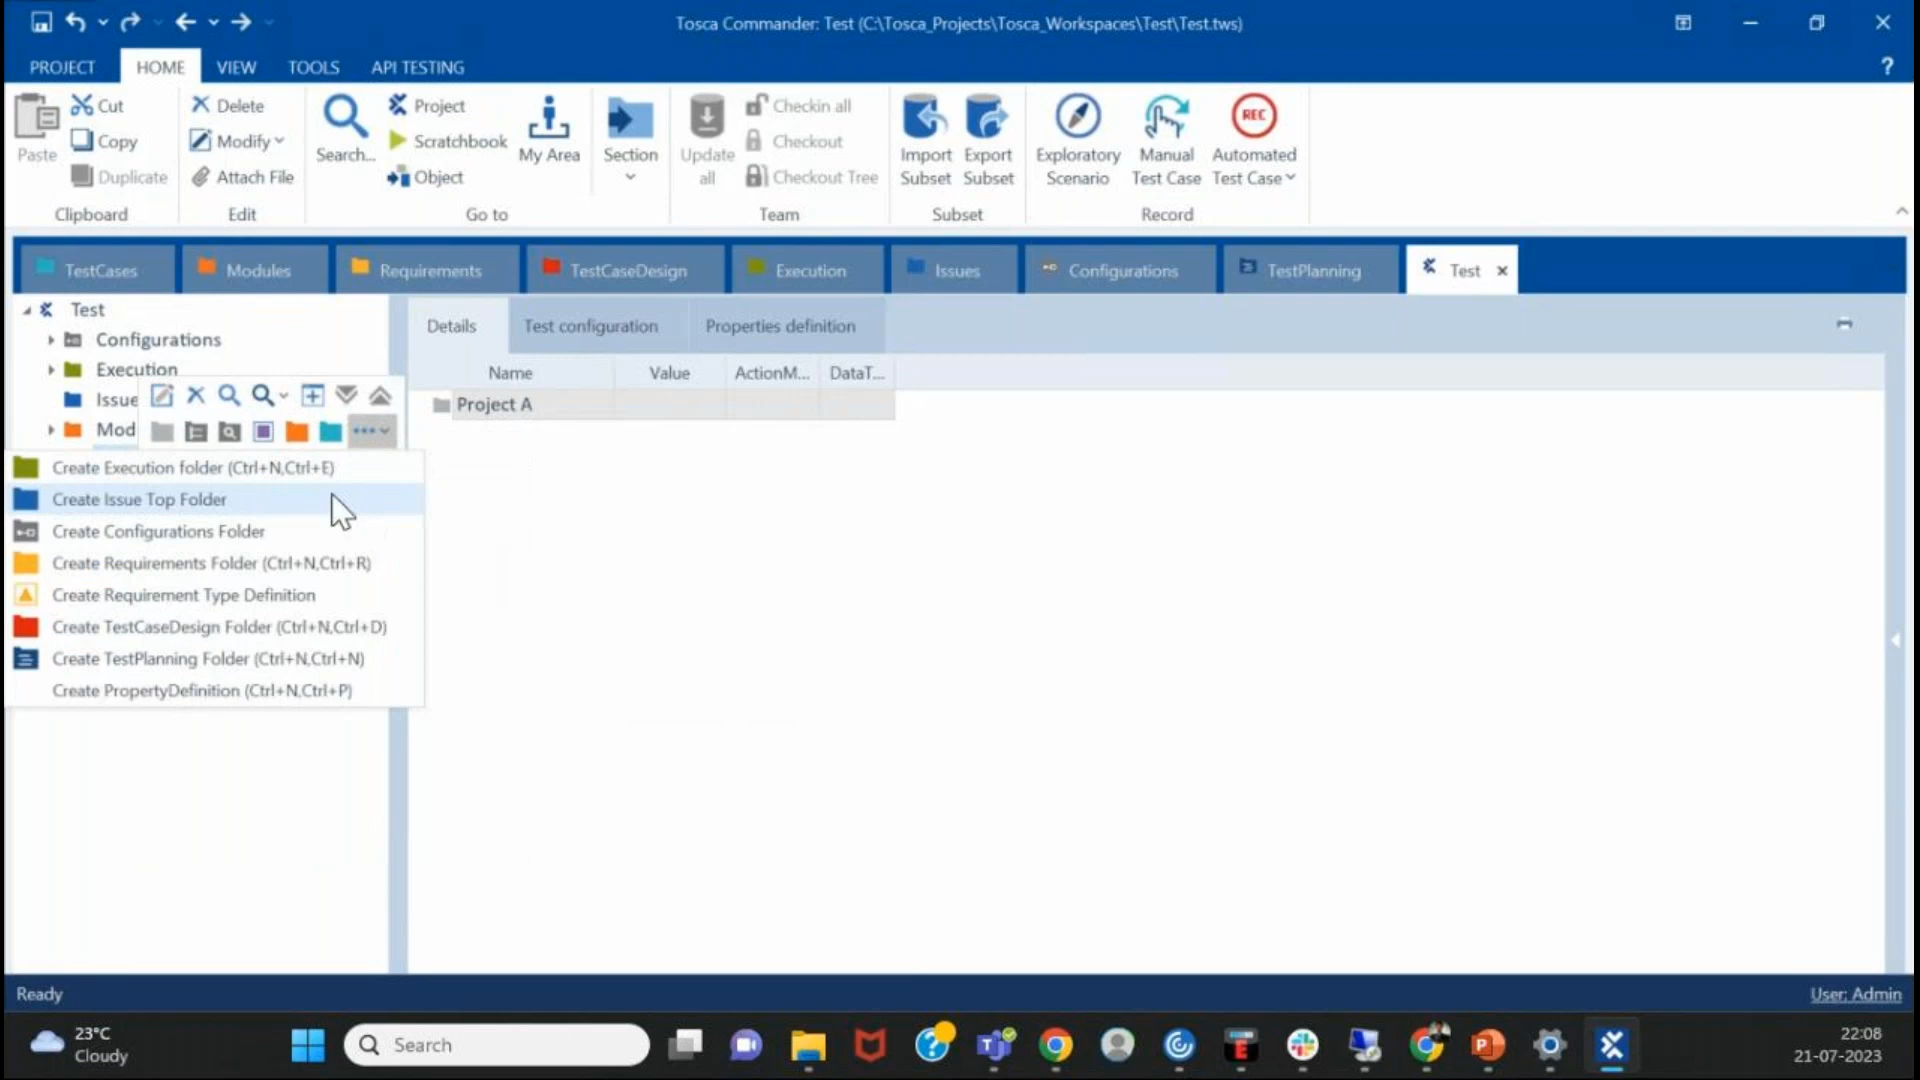 Tosca Commander: Test (C:\Tosca_Projects\Tosca_Workspaces\Test\Test.tws)
PROJECT HOME VIEW TOOLS API TESTING ?
Paste Cut Copy Duplicate Clipboard
Delete Modify Attach File Edit
Search... Project Scratchbook Object My Area Go to
Section
Update all Checkin all Checkout Checkout Tree Team
Import Subset Export Subset Subset
Exploratory Scenario Manual Test Case REC Automated Test Case Record
TestCases Modules Requirements TestCaseDesign Execution Issues Configurations TestPlanning Test
Test
Configurations
Execution
Issue
Mod
Create Execution folder (Ctrl+N,Ctrl+E)
Create Issue Top Folder
Create Configurations Folder
Create Requirements Folder (Ctrl+N,Ctrl+R)
Create Requirement Type Definition
Create TestCaseDesign Folder (Ctrl+N,Ctrl+D)
Create TestPlanning Folder (Ctrl+N,Ctrl+N)
Create PropertyDefinition (Ctrl+N,Ctrl+P)
Details Test configuration Properties definition
Name Value ActionM... DataT...
Project A
Ready User: Admin
23°C
Cloudy
Search
22:08
21-07-2023